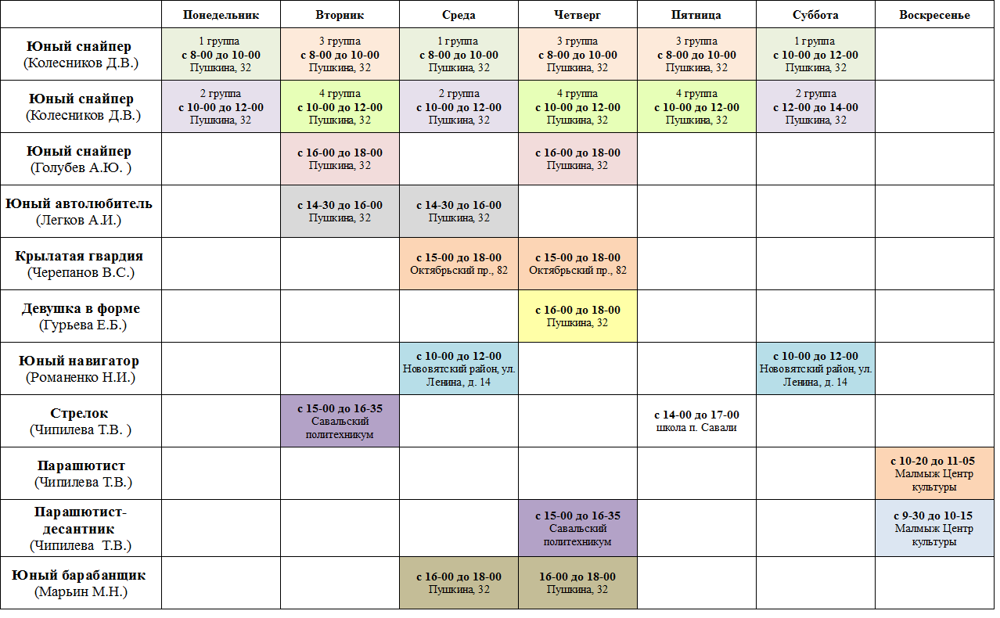 Понедельник Вторник Среда Четверг Пятница Суббота Воскресенье
Юный снайпер
(Колесников Д.В.)
1 группа
с 8-00 до 10-00
Пушкина, 32
3 группа
с 8-00 до 10-00
Пушкина, 32
1 группа
с 8-00 до 10-00
Пушкина, 32
3 группа
с 8-00 до 10-00
Пушкина, 32
3 группа
с 8-00 до 10-00
Пушкина, 32
1 группа
с 10-00 до 12-00
Пушкина, 32
Юный снайпер
(Колесников Д.В.)
2 группа
с 10-00 до 12-00
Пушкина, 32
4 группа
с 10-00 до 12-00
Пушкина, 32
2 группа
с 10-00 до 12-00
Пушкина, 32
4 группа
с 10-00 до 12-00
Пушкина, 32
4 группа
с 10-00 до 12-00
Пушкина, 32
2 группа
с 12-00 до 14-00
Пушкина, 32
Юный снайпер
(Голубев А.Ю. )
с 16-00 до 18-00
Пушкина, 32
с 16-00 до 18-00
Пушкина, 32
Юный автолюбитель
(Легков А.И.)
с 14-30 до 16-00
Пушкина, 32
с 14-30 до 16-00
Пушкина, 32
Крылатая гвардия
(Черепанов В.С.)
с 15-00 до 18-00
Октябрьский пр., 82
с 15-00 до 18-00
Октябрьский пр., 82
Девушка в форме
(Гурьева Е.Б.)
с 16-00 до 18-00
Пушкина, 32
Юный навигатор
(Романенко Н.И.)
с 10-00 до 12-00
Нововятский район, ул.
Ленина, д. 14
с 10-00 до 12-00
Нововятский район, ул.
Ленина, д. 14
Стрелок
(Чипилева Т.В. )
с 15-00 до 16-35
Савальский
политехникум
с 14-00 до 17-00
школа п. Савали
Парашютист
(Чипилева Т.В.)
с 10-20 до 11-05
Малмыж Центр
культуры
Парашютист-
десантник
(Чипилева Т.В.)
с 15-00 до 16-35
Савальский
политехникум
с 9-30 до 10-15
Малмыж Центр
культуры
Юный барабанщик
(Марьин М.Н.)
с 16-00 до 18-00
Пушкина, 32
16-00 до 18-00
Пушкина, 32